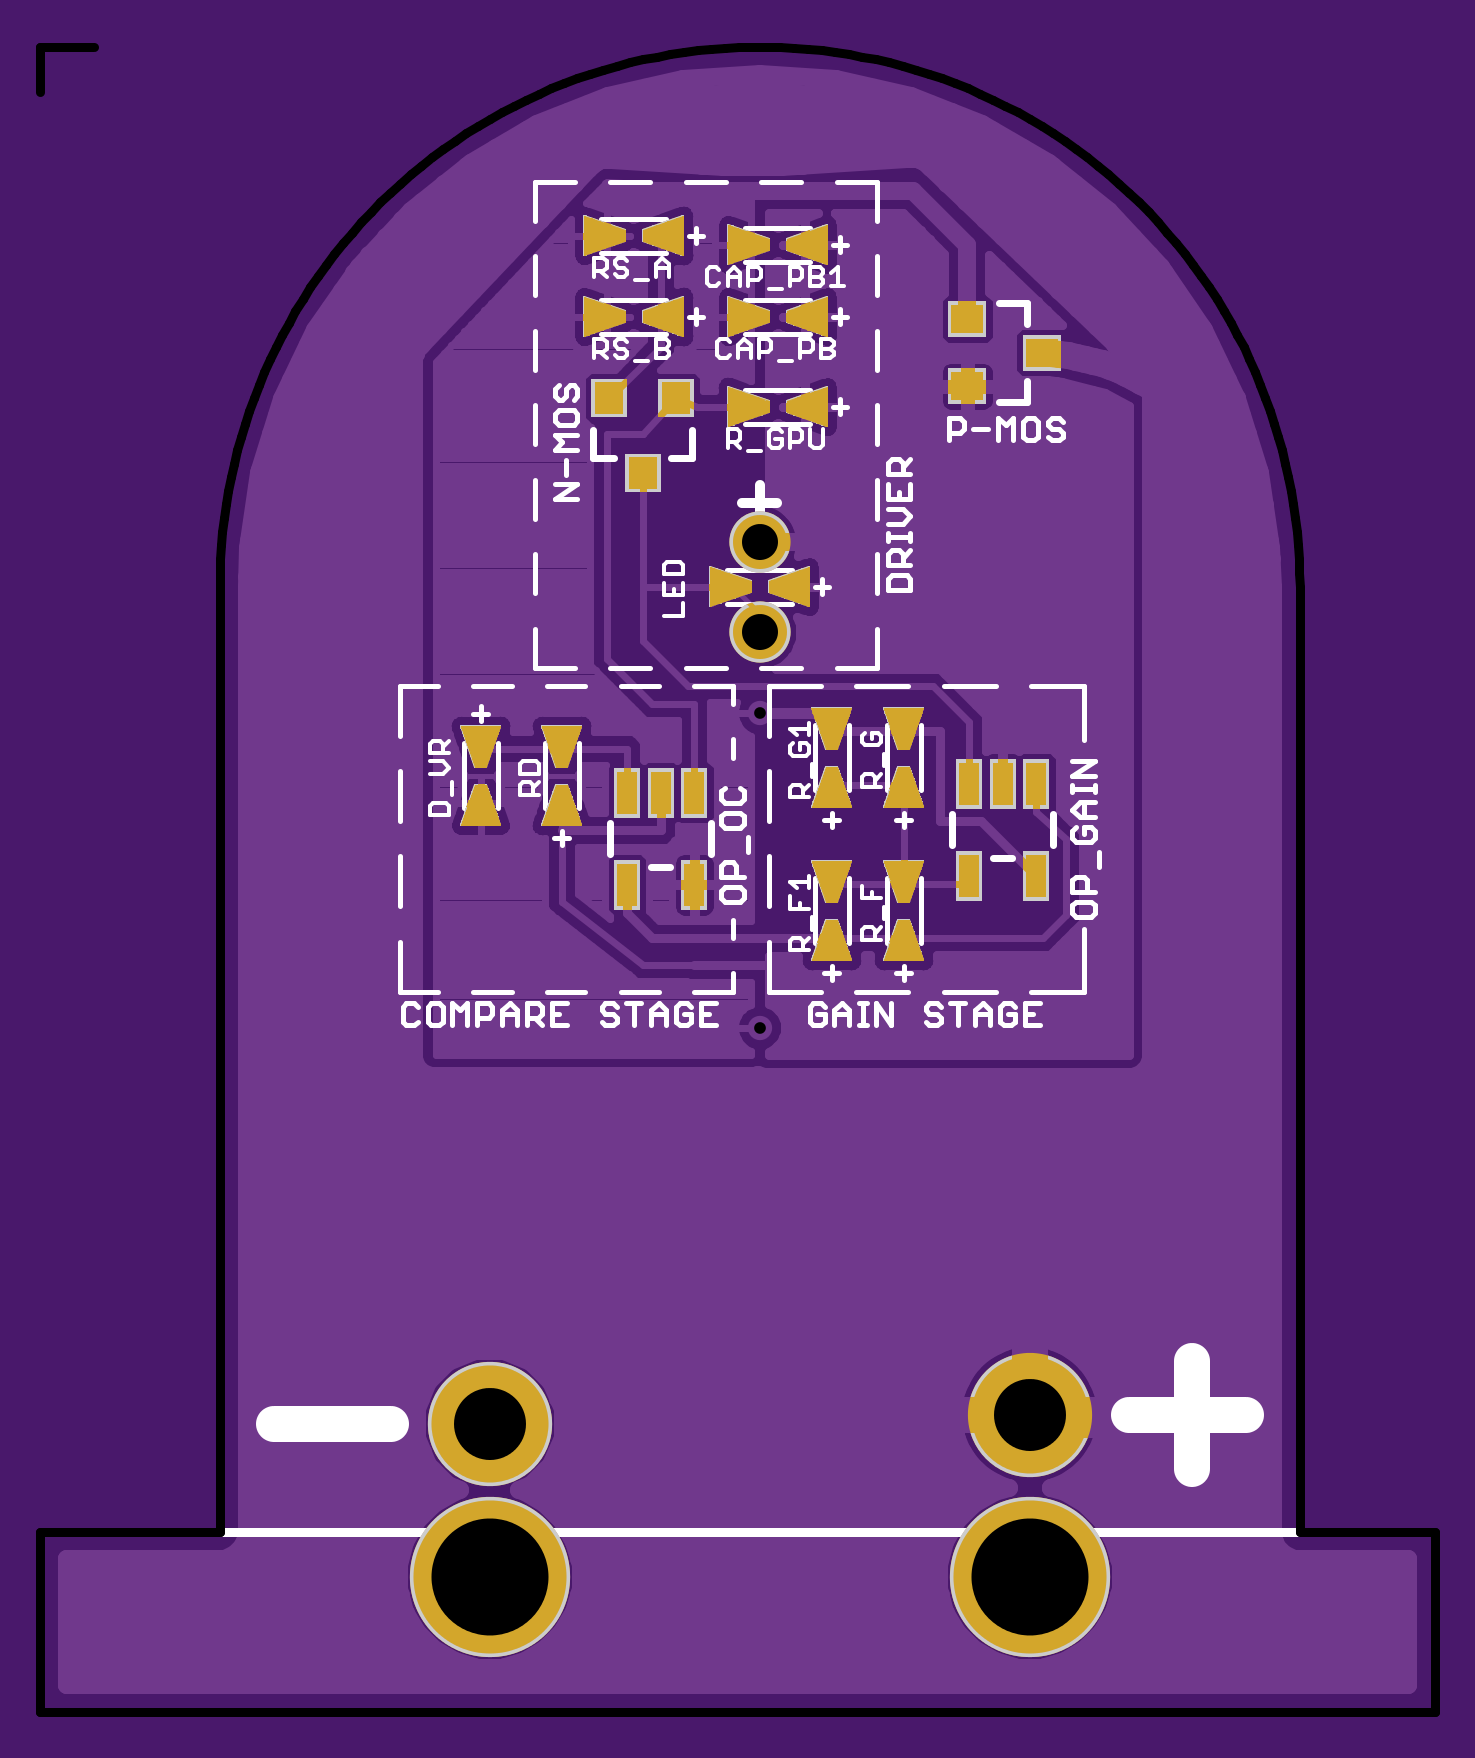 RS_A
CAP_PB1
RS_B
CAP_PB
N-MOS
R_GPU
P-MOS
DRIVER
LED
D_VR
RD
OP_OC
R_G1
R_G
OP_GAIN
R_F1
R_F
COMPARE STAGE
GAIN STAGE